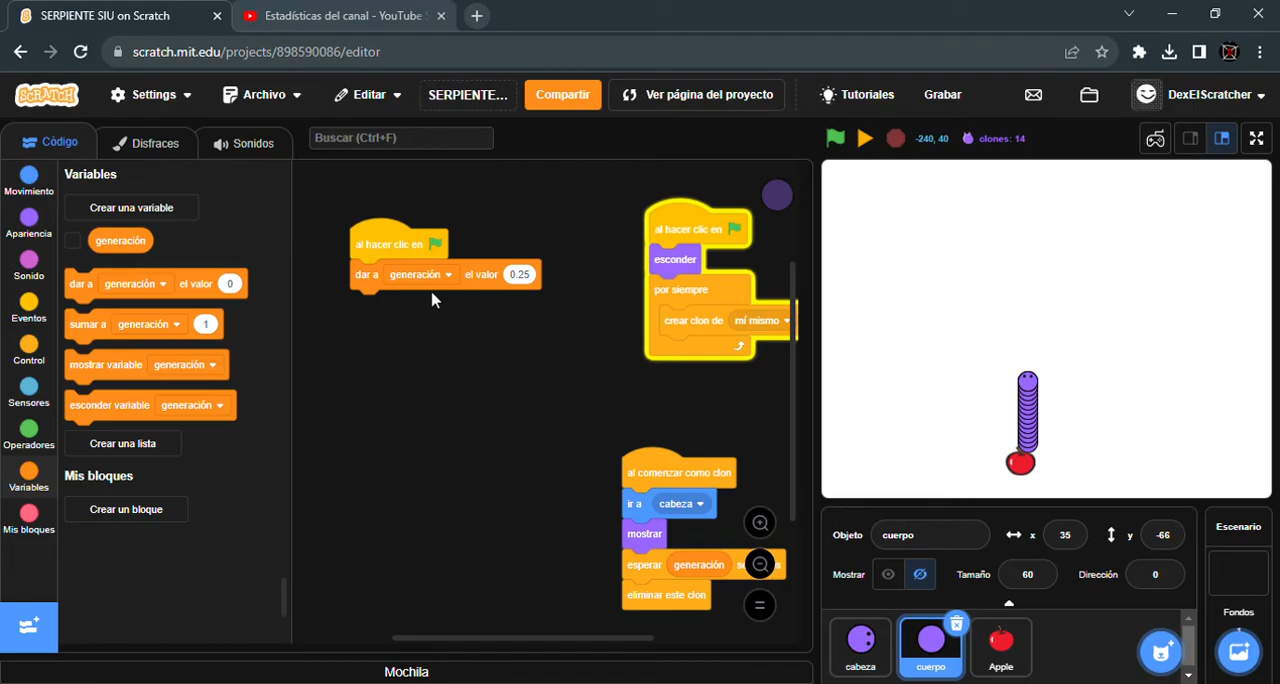 SERPIENTE SIU on Scratch
Estadísticas del canal - YouTube
scratch.mit.edu/projects/898590086/editor
SCRATCH
Settings
Archivo
Editar
SERPIENTE...
Compartir
Ver página del proyecto
Tutoriales
Grabar
DexElScratcher
Código
Disfraces
Sonidos
Buscar (Ctrl+F)
-240, 40
clones: 14
Movimiento
Apariencia
Sonido
Eventos
Control
Sensores
Operadores
Variables
Mis bloques
Variables
Crear una variable
generación
dar a generación el valor 0
sumar a generación 1
mostrar variable generación
esconder variable generación
Crear una lista
Mis bloques
Crear un bloque
al hacer clic en
dar a generación el valor 0.25
al hacer clic en
esconder
por siempre
crear clon de mí mismo
al comenzar como clon
ir a cabeza
mostrar
esperar generación
eliminar este clon
Mochila
Objeto cuerpo x 35 y -66
Mostrar Tamaño 60 Dirección 0
cabeza
cuerpo
Apple
Escenario
Fondos